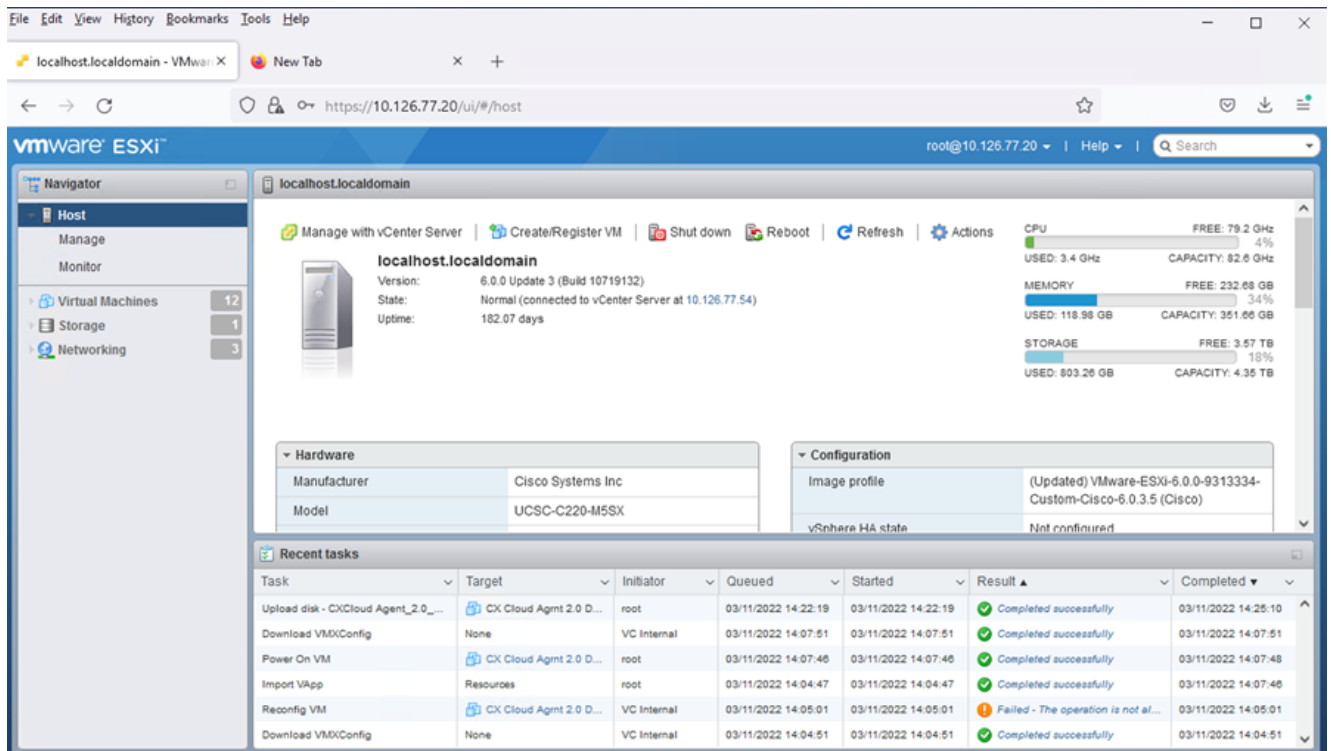 File Edit View History Bookmarks Tools Help
localhost.localdomain - VMwar
New Tab
https://10.126.77.20/ui/#/host
vmware ESXi™
root@10.126.77.20 | Help | Search
Navigator
Host
Manage
Monitor
Virtual Machines 12
Storage 1
Networking 3
localhost.localdomain
Manage with vCenter Server | Create/Register VM | Shut down Reboot | Refresh | Actions
localhost.localdomain
Version: 6.0.0 Update 3 (Build 10719132)
State: Normal (connected to vCenter Server at 10.126.77.54)
Uptime: 182.07 days
CPU FREE: 79.2 GHz
4%
USED: 3.4 GHz CAPACITY: 82.6 GHz
MEMORY FREE: 232.68 GB
34%
USED: 118.98 GB CAPACITY: 351.66 GB
STORAGE FREE: 3.57 TB
18%
USED: 803.26 GB CAPACITY: 4.35 TB
Hardware
Manufacturer Cisco Systems Inc
Model UCSC-C220-M5SX
Configuration
Image profile (Updated) VMware-ESXi-6.0.0-9313334-
Custom-Cisco-6.0.3.5 (Cisco)
vSphere HA state Not configured
Recent tasks
Task Target Initiator Queued Started Result Completed
Upload disk - CXCloud Agent_2.0_... CX Cloud Agrnt 2.0 D... root 03/11/2022 14:22:19 03/11/2022 14:22:19 Completed successfully 03/11/2022 14:25:10
Download VMXConfig None VC Internal 03/11/2022 14:07:51 03/11/2022 14:07:51 Completed successfully 03/11/2022 14:07:51
Power On VM CX Cloud Agrnt 2.0 D... root 03/11/2022 14:07:46 03/11/2022 14:07:46 Completed successfully 03/11/2022 14:07:48
Import VApp Resources root 03/11/2022 14:04:47 03/11/2022 14:04:47 Completed successfully 03/11/2022 14:07:46
Reconfig VM CX Cloud Agrnt 2.0 D... VC Internal 03/11/2022 14:05:01 03/11/2022 14:05:01 Failed - The operation is not al... 03/11/2022 14:05:01
Download VMXConfig None VC Internal 03/11/2022 14:04:51 03/11/2022 14:04:51 Completed successfully 03/11/2022 14:04:51